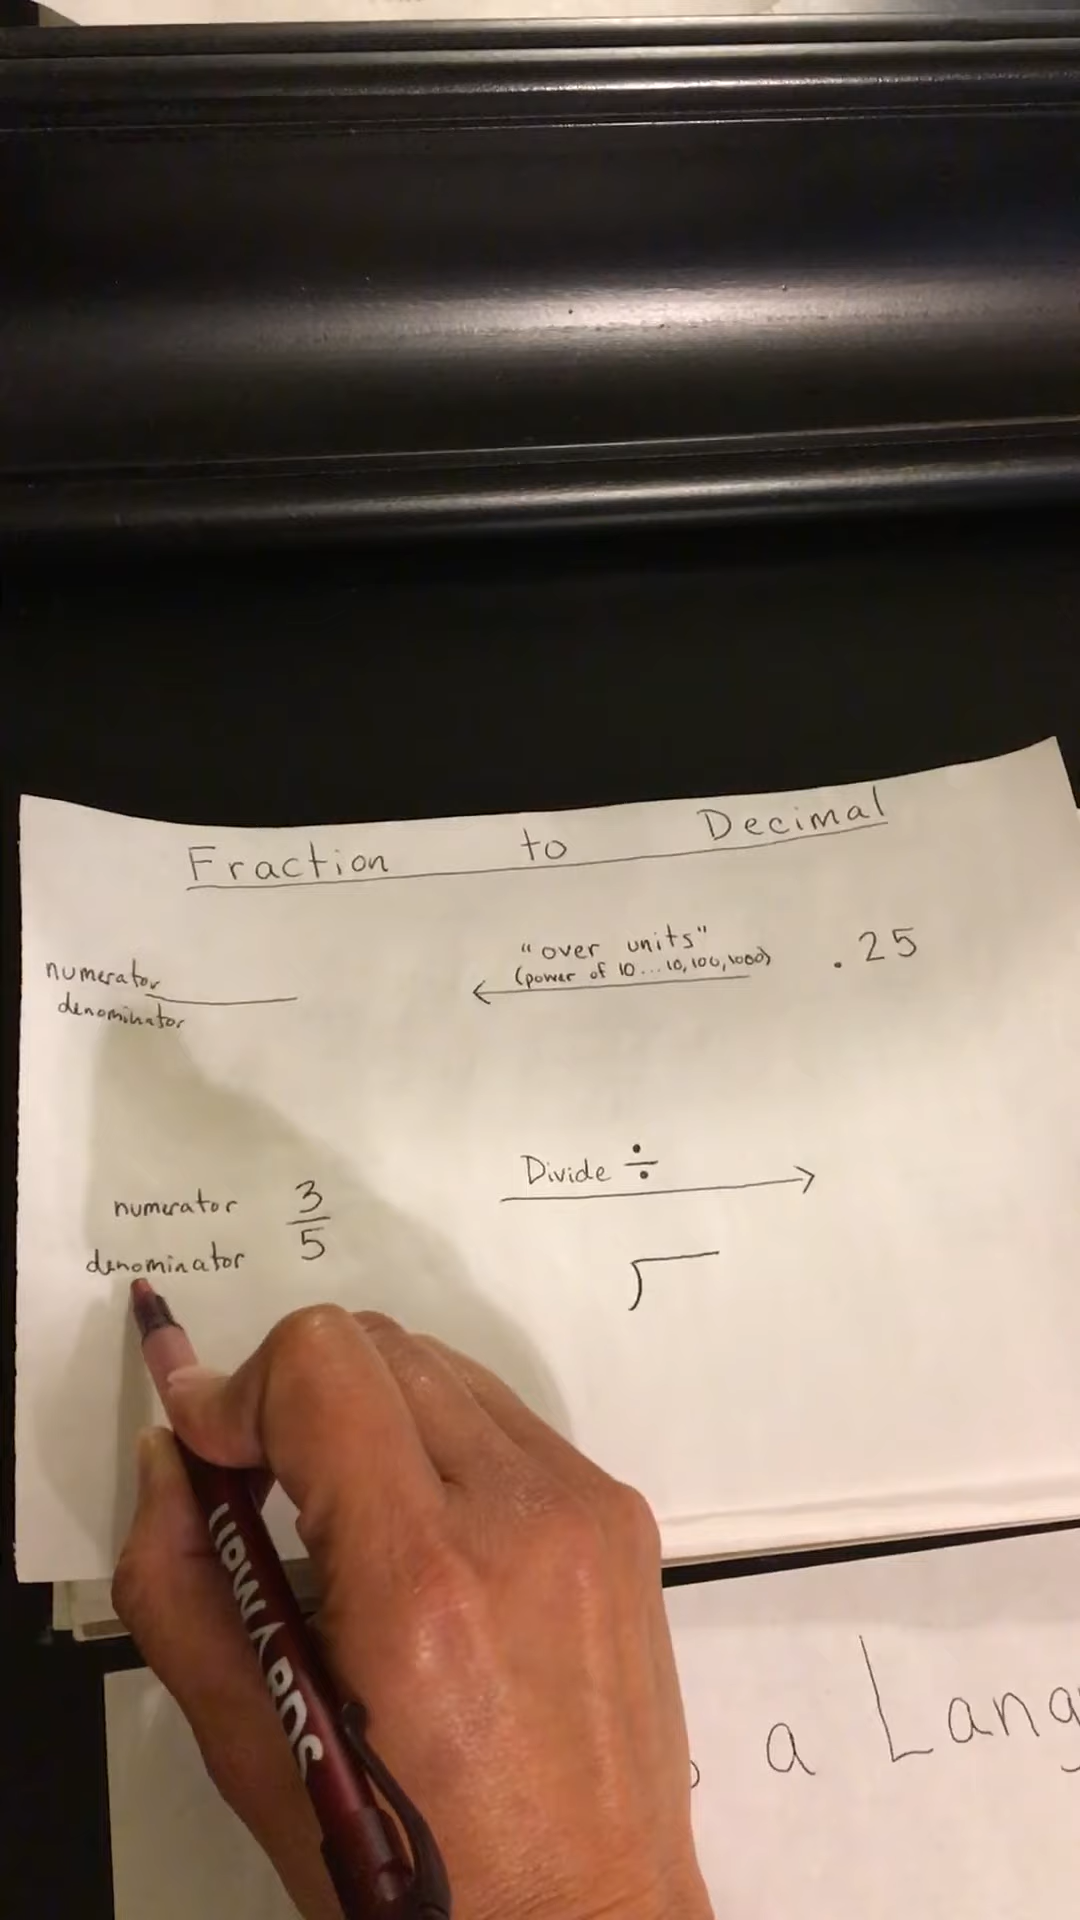 Fraction to Decimal
"over units"
(power of 10...10,100,1000)
.25
numerator
denominator
Divide ÷
numerator 3
denominator 5
UPWARDS
a Lang